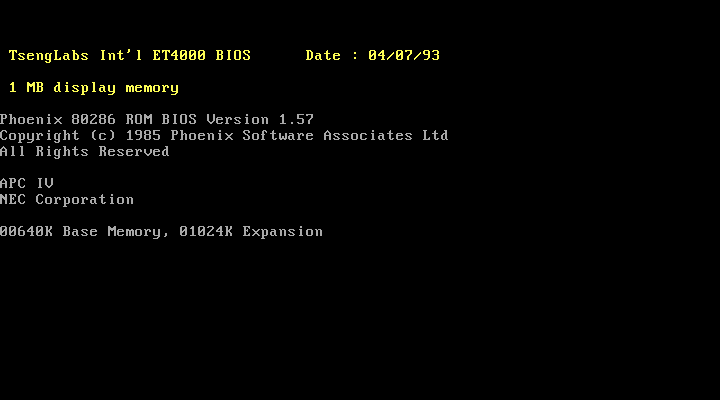 TsengLabs Int'l ET4000 BIOS      Date : 04/07/93
1 MB display memory
Phoenix 80286 ROM BIOS Version 1.57
Copyright (c) 1985 Phoenix Software Associates Ltd
All Rights Reserved
APC IV
NEC Corporation
00640K Base Memory, 01024K Expansion